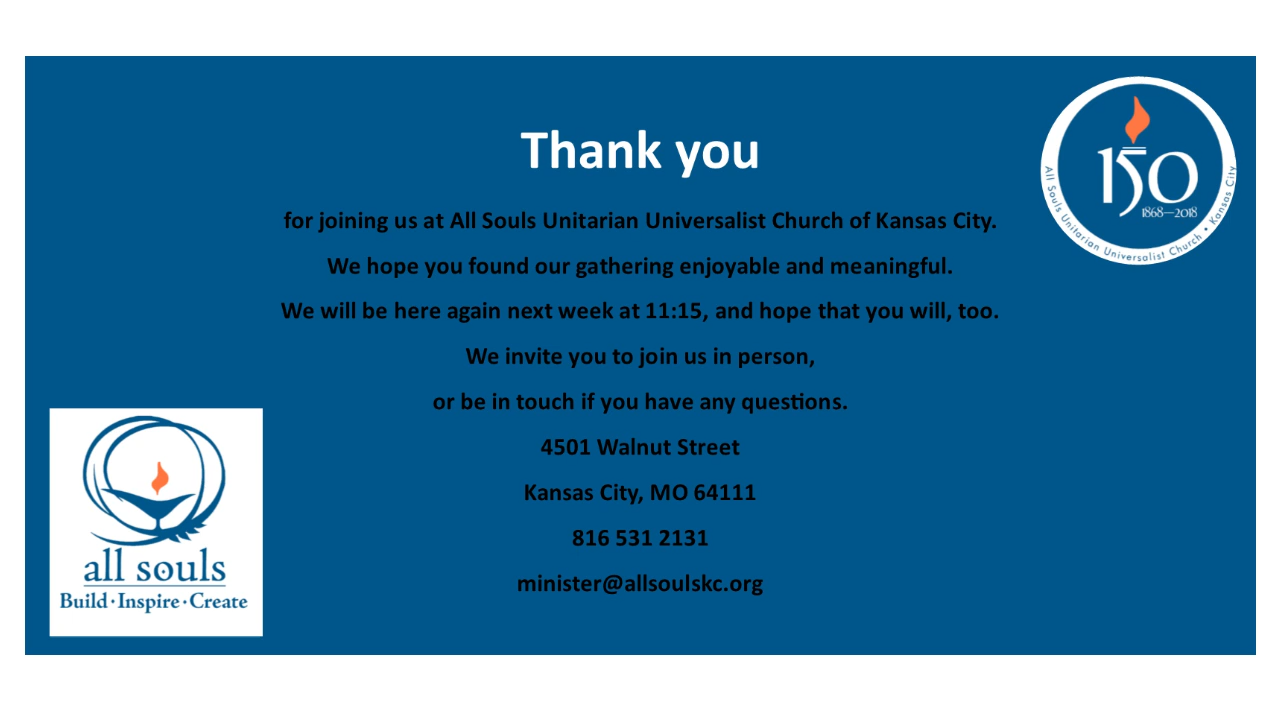 Thank you
for joining us at All Souls Unitarian Universalist Church of Kansas City.
We hope you found our gathering enjoyable and meaningful.
We will be here again next week at 11:15, and hope that you will, too.
We invite you to join us in person,
or be in touch if you have any questions.
4501 Walnut Street
Kansas City, MO 64111
816 531 2131
minister@allsoulskc.org
150
1868—2018
All Souls Unitarian Universalist Church • Kansas City
all souls
Build · Inspire · Create